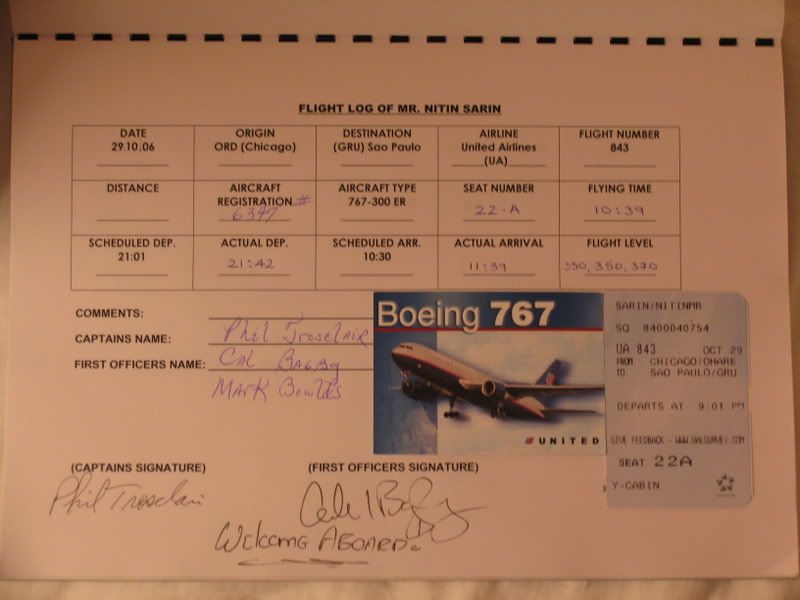 FLIGHT LOG OF MR. NITIN SARIN
DATE ORIGIN DESTINATION AIRLINE FLIGHT NUMBER
29.10.06 ORD (Chicago) (GRU) Sao Paulo United Airlines 843
(UA)
DISTANCE AIRCRAFT AIRCRAFT TYPE SEAT NUMBER FLYING TIME
REGISTRATION # 767-300 ER
6347 22-A 10:39
SCHEDULED DEP. ACTUAL DEP. SCHEDULED ARR. ACTUAL ARRIVAL FLIGHT LEVEL
21:01 21:42 10:30 11:39 330, 350, 370
COMMENTS:
CAPTAINS NAME: Phil Trosclair
FIRST OFFICERS NAME: Cal Bagby
Mark Bowlds
Boeing 767
UNITED
SARIN/NITINMR
SQ 8400040754
UA 843 OCT 29
FROM CHICAGO/OHARE
TO SAO PAULO/GRU
DEPARTS AT 9:01 PM
GIVE FEEDBACK - WWW.UALSURVEY.COM
SEAT 22A
Y-CABIN
(CAPTAINS SIGNATURE) (FIRST OFFICERS SIGNATURE)
Phil Trosclair
Welcome Aboard.